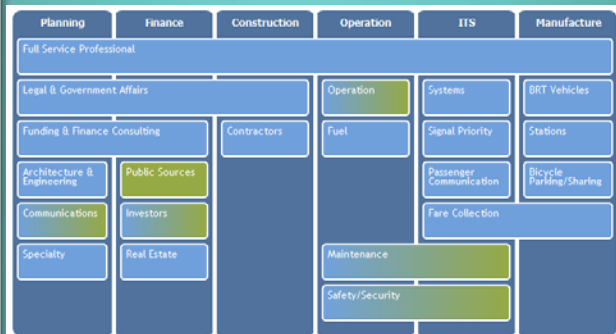 Planning Finance Construction Operation ITS Manufacture
Full Service Professional
Legal & Government Affairs Operation Systems BRT Vehicles
Funding & Finance Consulting Contractors Fuel Signal Priority Stations
Architecture &
Engineering
Public Sources
Passenger
Communication
Bicycle
Parking/Sharing
Communications Investors Fare Collection
Specialty Real Estate Maintenance
Safety/Security